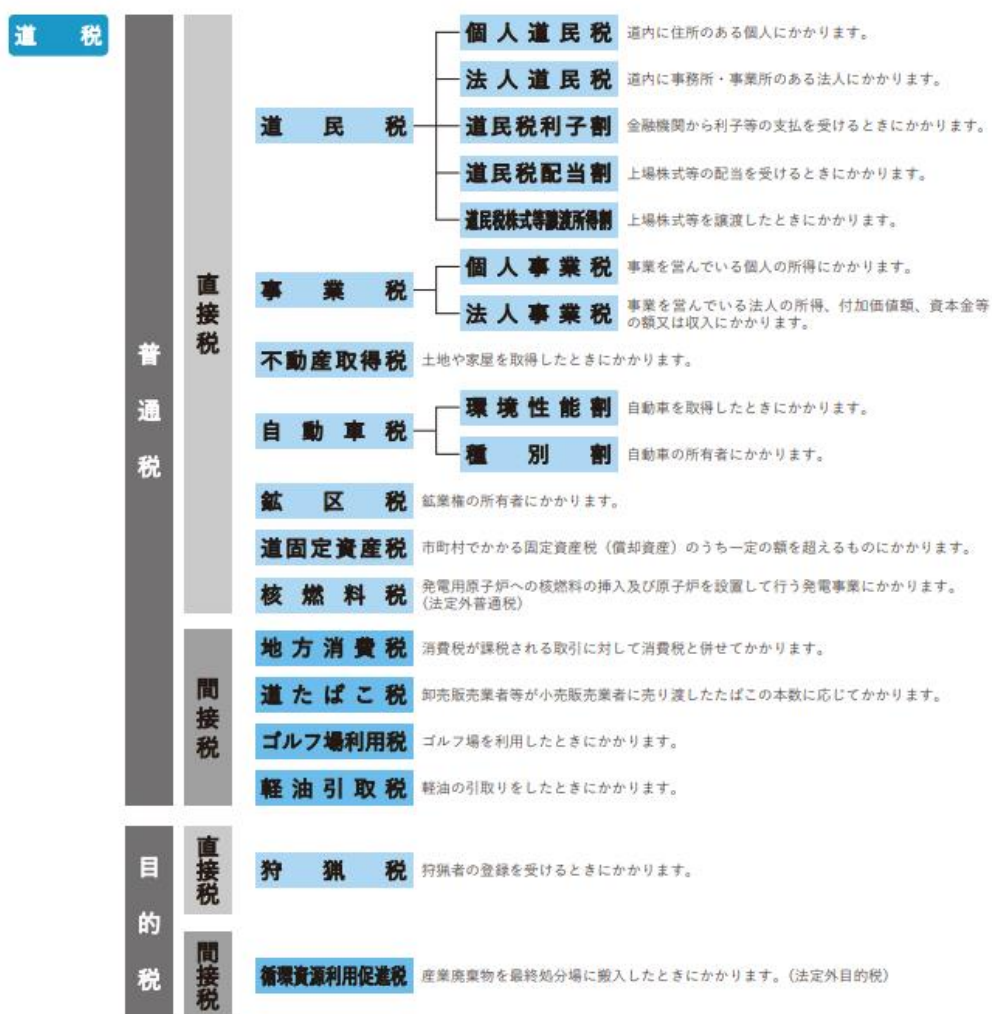 道税
普通税
直接税
道民税
個人道民税 道内に住所のある個人にかかります。
法人道民税 道内に事務所・事業所のある法人にかかります。
道民税利子割 金融機関から利子等の支払を受けるときにかかります。
道民税配当割 上場株式等の配当を受けるときにかかります。
道民税株式等譲渡所得割 上場株式等を譲渡したときにかかります。
事業税
個人事業税 事業を営んでいる個人の所得にかかります。
法人事業税 事業を営んでいる法人の所得、付加価値額、資本金等
の額又は収入にかかります。
不動産取得税 土地や家屋を取得したときにかかります。
自動車税
環境性能割 自動車を取得したときにかかります。
種別割 自動車の所有者にかかります。
鉱区税 鉱業権の所有者にかかります。
道固定資産税 市町村でかかる固定資産税（償却資産）のうち一定の額を超えるものにかかります。
核燃料税 発電用原子炉への核燃料の挿入及び原子炉を設置して行う発電事業にかかります。
(法定外普通税)
間接税
地方消費税 消費税が課税される取引に対して消費税と併せてかかります。
道たばこ税 卸売販売業者等が小売販売業者に売り渡したたばこの本数に応じてかかります。
ゴルフ場利用税 ゴルフ場を利用したときにかかります。
軽油引取税 軽油の引取りをしたときにかかります。
目的税
直接税
狩猟税 狩猟者の登録を受けるときにかかります。
間接税
循環資源利用促進税 産業廃棄物を最終処分場に搬入したときにかかります。(法定外目的税)